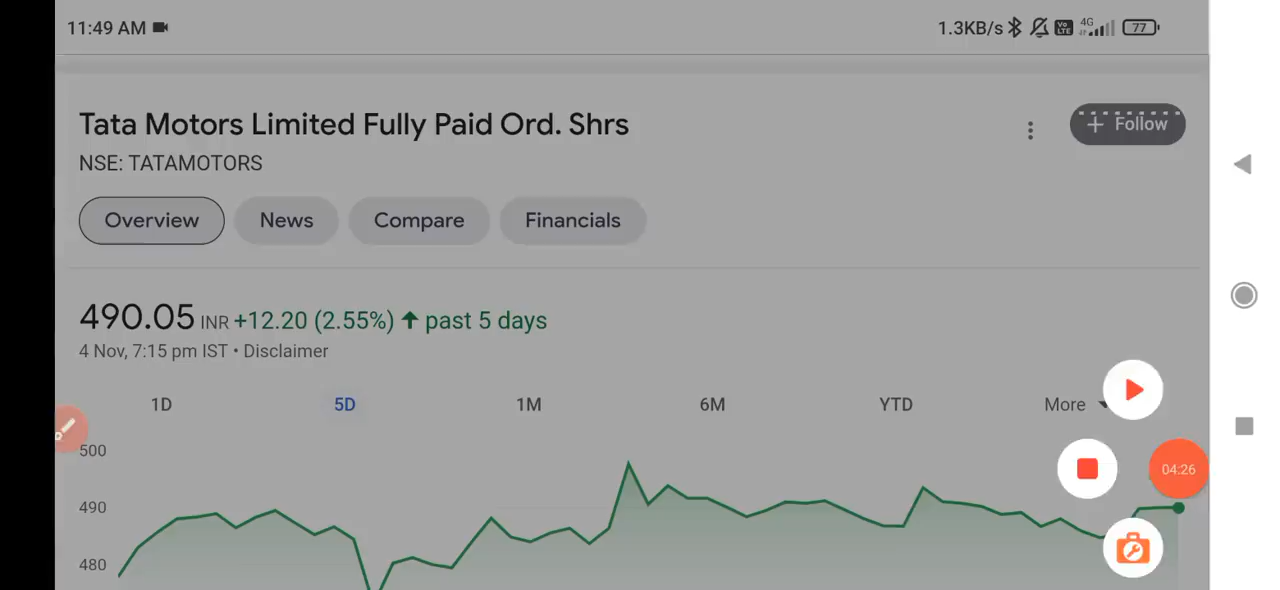 11:49 AM 1.3KB/s Vo LTE 4G 77
Tata Motors Limited Fully Paid Ord. Shrs
+ Follow
NSE: TATAMOTORS
Overview News Compare Financials
490.05 INR +12.20 (2.55%) ↑ past 5 days
4 Nov, 7:15 pm IST • Disclaimer
1D 5D 1M 6M YTD More
500
04:26
490
480